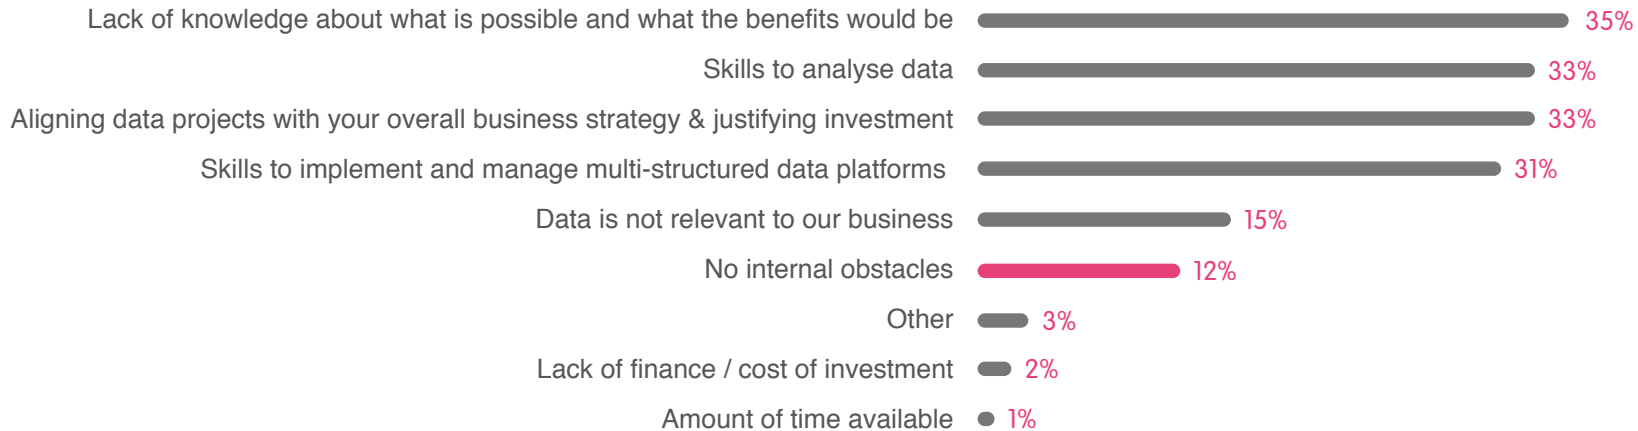 Lack of knowledge about what is possible and what the benefits would be 35%
Skills to analyse data 33%
Aligning data projects with your overall business strategy & justifying investment 33%
Skills to implement and manage multi-structured data platforms 31%
Data is not relevant to our business 15%
No internal obstacles 12%
Other 3%
Lack of finance / cost of investment 2%
Amount of time available 1%